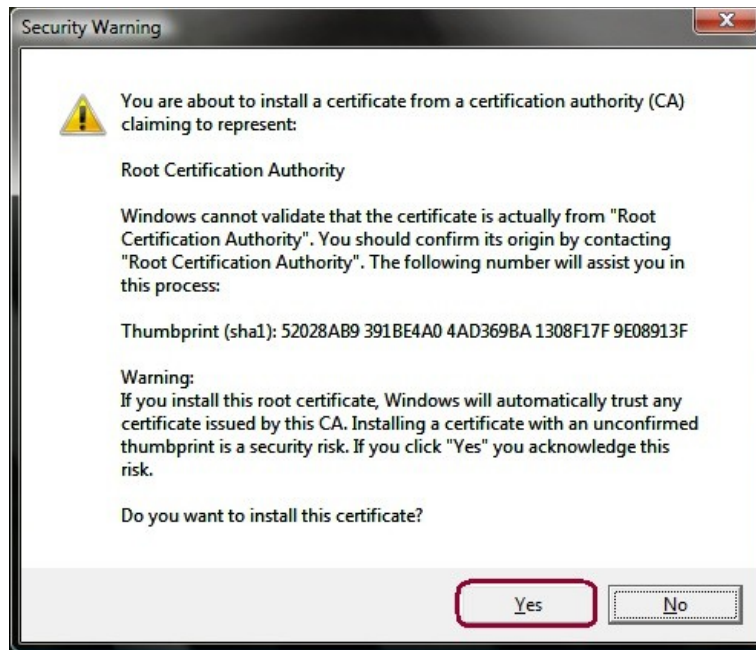 Security Warning
You are about to install a certificate from a certification authority (CA)
claiming to represent:
Root Certification Authority
Windows cannot validate that the certificate is actually from "Root
Certification Authority". You should confirm its origin by contacting
"Root Certification Authority". The following number will assist you in
this process:
Thumbprint (sha1): 52028AB9 391BE4A0 4AD369BA 1308F17F 9E08913F
Warning:
If you install this root certificate, Windows will automatically trust any
certificate issued by this CA. Installing a certificate with an unconfirmed
thumbprint is a security risk. If you click "Yes" you acknowledge this
risk.
Do you want to install this certificate?
Yes
No